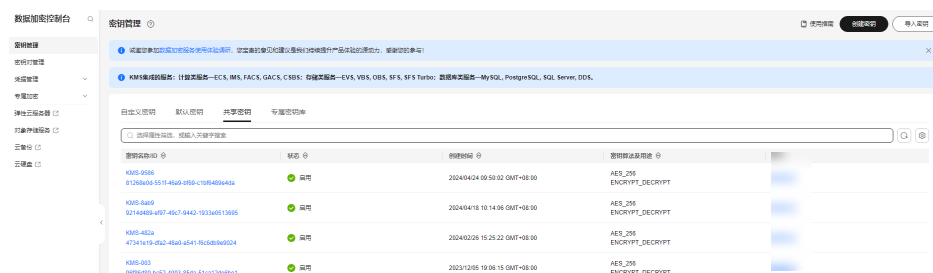 数据加密控制台
密钥管理
使用指南
创建密钥
导入密钥
密钥管理
密钥对管理
凭据管理
专属加密
弹性云服务器
对象存储服务
云备份
云硬盘
诚邀您参加数据加密服务使用体验调研，您宝贵的意见和建议是我们持续提升产品体验的源动力，感谢您的参与！
KMS集成的服务：计算类服务—ECS, IMS, FACS, GACS, CSBS；存储类服务—EVS, VBS, OBS, SFS, SFS Turbo；数据库类服务—MySQL, PostgreSQL, SQL Server, DDS。
自定义密钥 默认密钥 共享密钥 专属密钥库
选择属性筛选，或输入关键字搜索
密钥名称/ID 状态 创建时间 密钥算法及用途
KMS-9586
81268e0d-551f-46a9-bf69-c1bf6489e4da
启用
2024/04/24 09:50:02 GMT+08:00
AES_256
ENCRYPT_DECRYPT
KMS-8ab9
9214d489-ef97-49c7-9442-1933e0513695
启用
2024/04/18 10:14:06 GMT+08:00
AES_256
ENCRYPT_DECRYPT
KMS-482a
47341e19-dfa2-46a0-a541-f6c6db9e9024
启用
2024/02/26 15:25:22 GMT+08:00
AES_256
ENCRYPT_DECRYPT
KMS-003
启用
2023/12/05 19:06:15 GMT+08:00
AES_256
ENCRYPT_DECRYPT